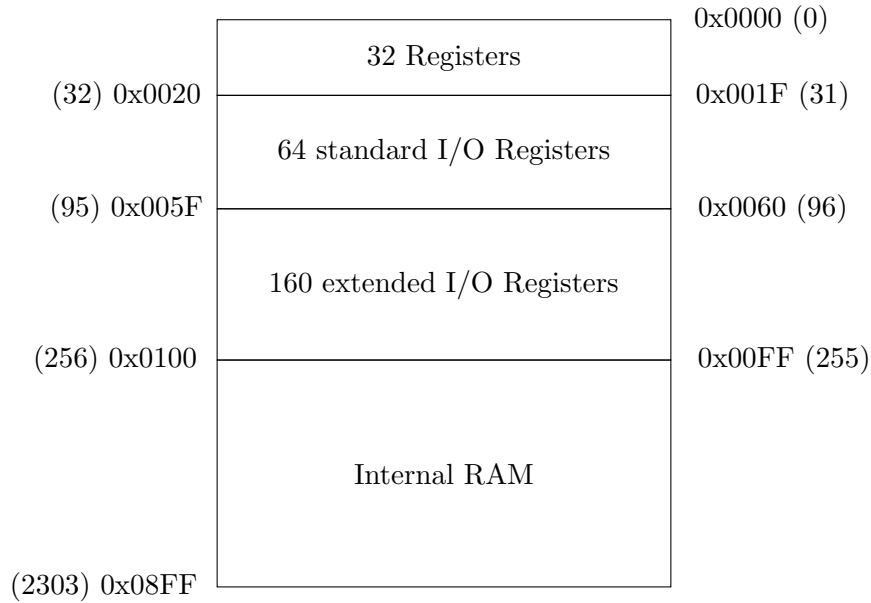 0x0000 (0)
32 Registers
(32) 0x0020
0x001F (31)
64 standard I/O Registers
(95) 0x005F
0x0060 (96)
160 extended I/O Registers
(256) 0x0100
0x00FF (255)
Internal RAM
(2303) 0x08FF